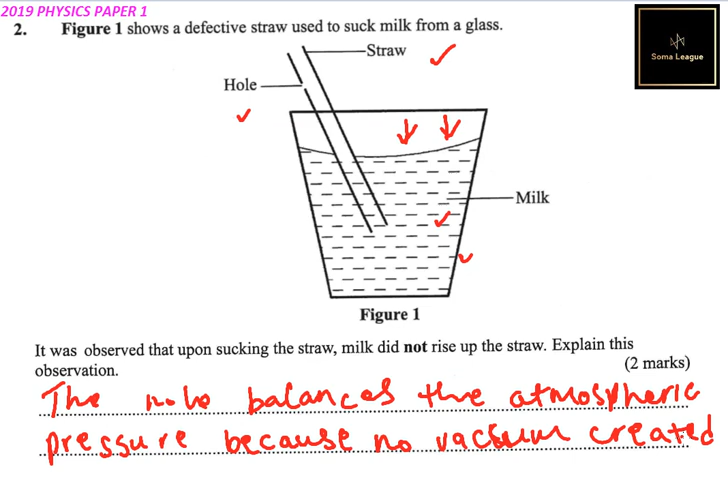 2019 PHYSICS PAPER 1
2. Figure 1 shows a defective straw used to suck milk from a glass.
Soma League
Straw
Hole
Milk
Figure 1
It was observed that upon sucking the straw, milk did not rise up the straw. Explain this
observation. (2 marks)
The hole balances the atmospheric
pressure because no vacuum created